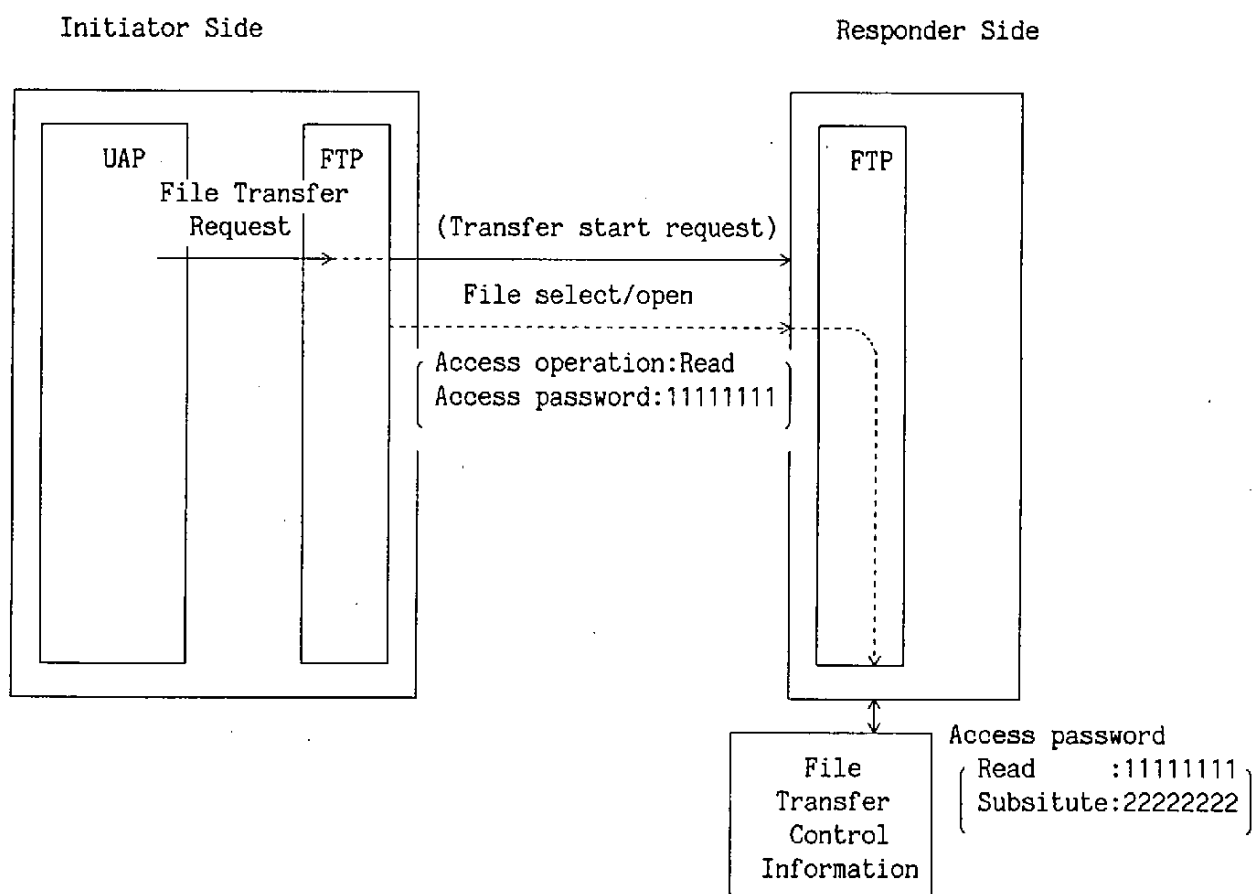 Initiator Side
Responder Side
UAP
FTP
FTP
File Transfer
Request
(Transfer start request)
File select/open
Access operation:Read
Access password:11111111
Access password
Read :11111111
Subsitute:22222222
File
Transfer
Control
Information